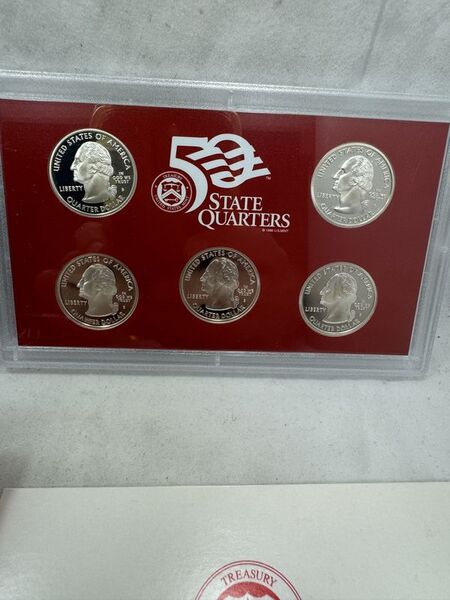 UNITED STATES OF AMERICA
LIBERTY
IN
GOD WE
TRUST
S
QUARTER DOLLAR
50
TM
STATE
QUARTERS
UNITED STATES OF AMERICA
LIBERTY
QUARTER DOLLAR
UNITED STATES OF AMERICA
LIBERTY
QUARTER DOLLAR
UNITED STATES OF AMERICA
LIBERTY
QUARTER DOLLAR
UNITED STATES OF AMERICA
LIBERTY
QUARTER DOLLAR
TREASURY